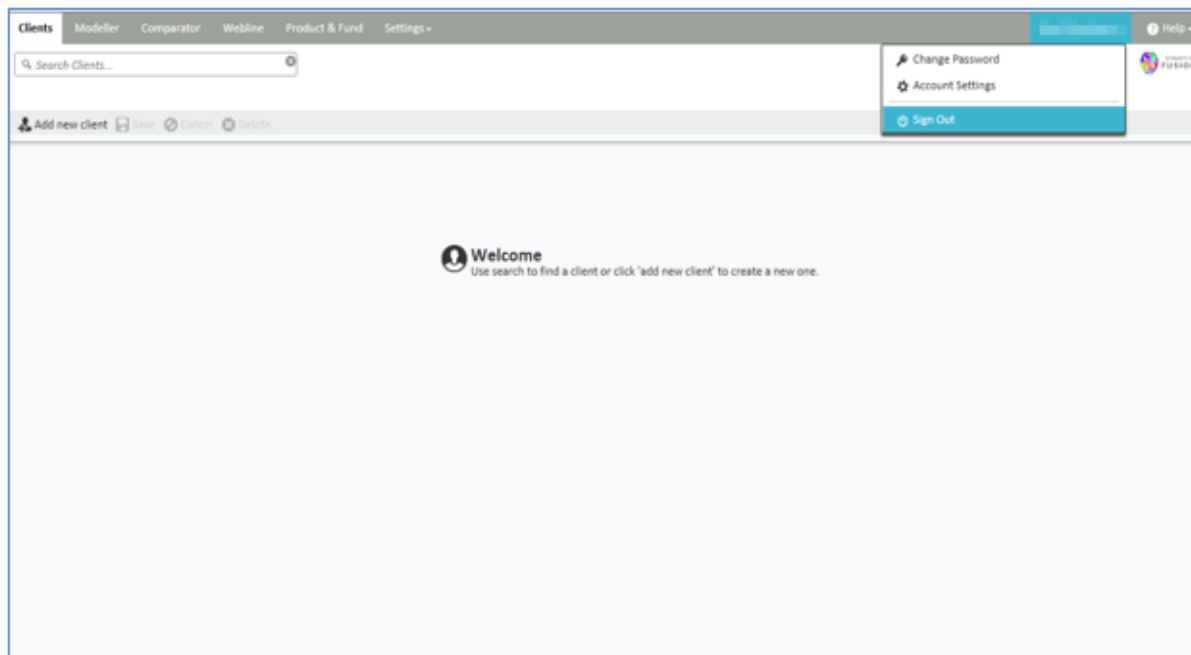 Clients Modeller Comparator Webline Product & Fund Settings Help
Search Clients...
Change Password
FUSION
Account Settings
Add new client Save Cancel Delete
Sign Out
Welcome
Use search to find a client or click 'add new client' to create a new one.